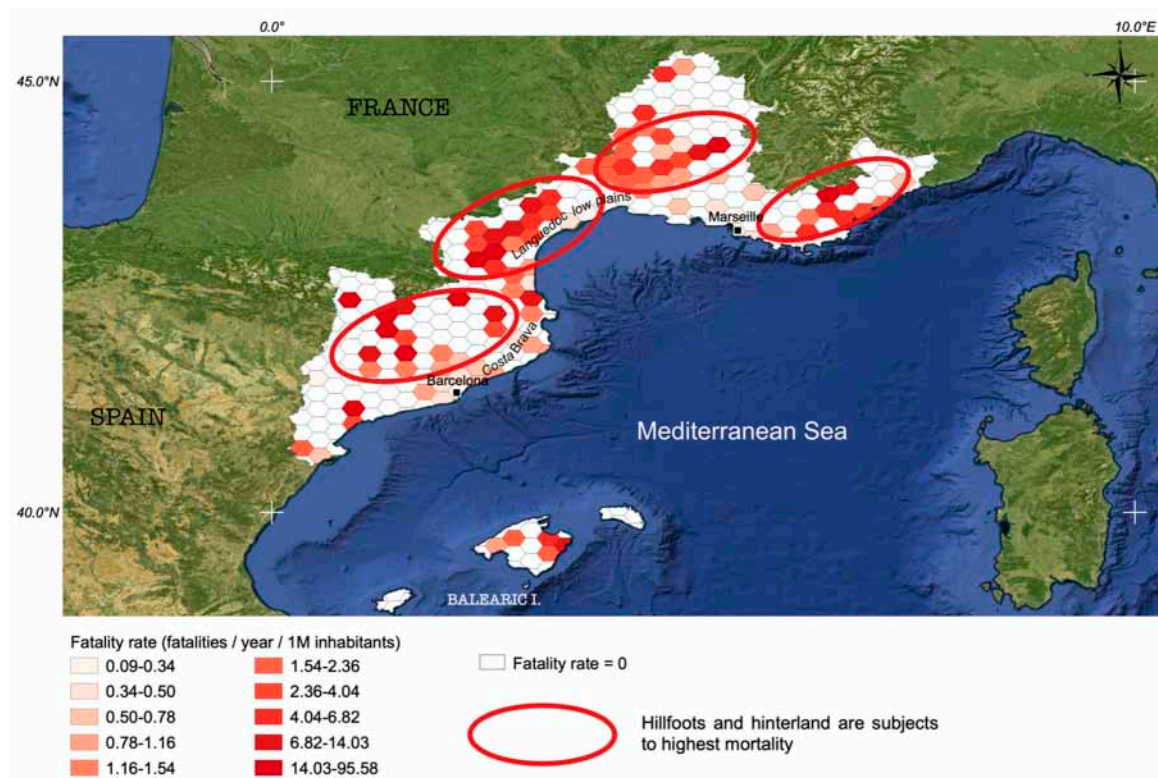 0.0°
10.0°E
45.0°N
FRANCE
Languedoc low plains
Marseille
Costa Brava
Barcelona
SPAIN
Mediterranean Sea
40.0°N
BALEARIC I.
Fatality rate (fatalities / year / 1M inhabitants)
0.09-0.34
0.34-0.50
0.50-0.78
0.78-1.16
1.16-1.54
1.54-2.36
2.36-4.04
4.04-6.82
6.82-14.03
14.03-95.58
Fatality rate = 0
Hillfoots and hinterland are subjects
to highest mortality